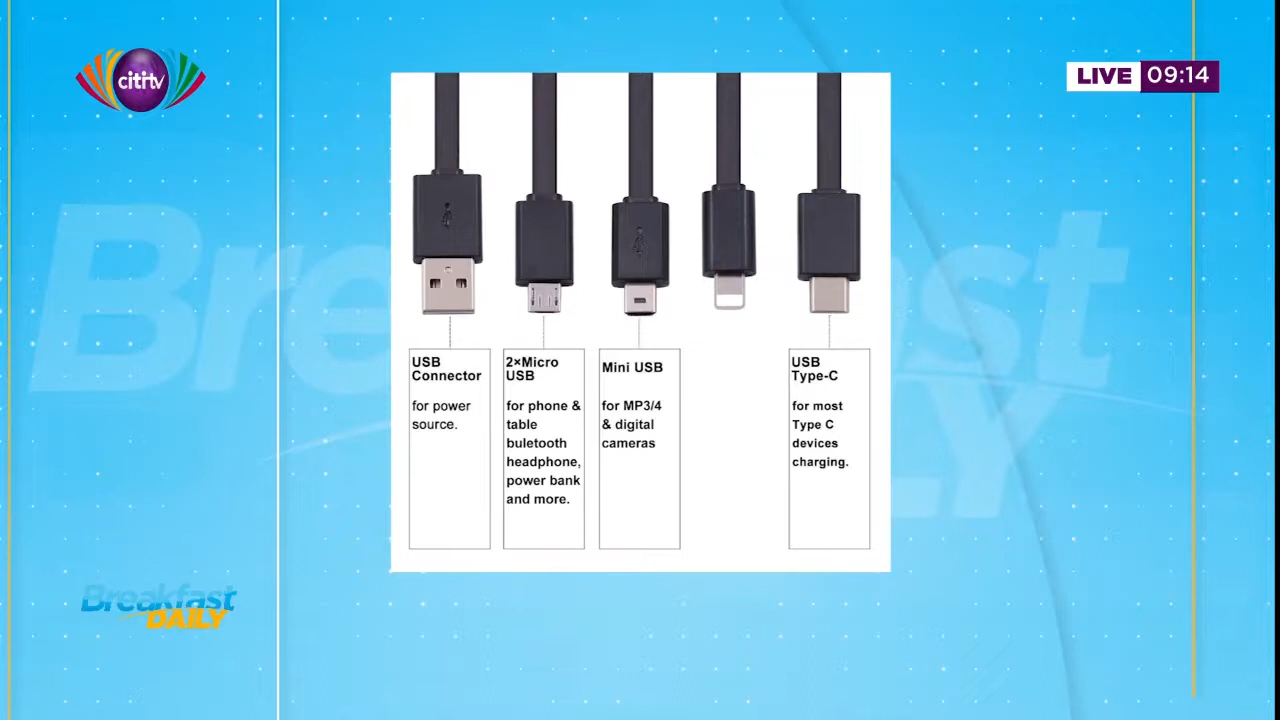 citi tv
LIVE 09:14
Breakfast
DAILY
USB
Connector
for power
source.
2×Micro
USB
for phone &
table
buletooth
headphone,
power bank
and more.
Mini USB
for MP3/4
& digital
cameras
USB
Type-C
for most
Type C
devices
charging.
Breakfast
DAILY